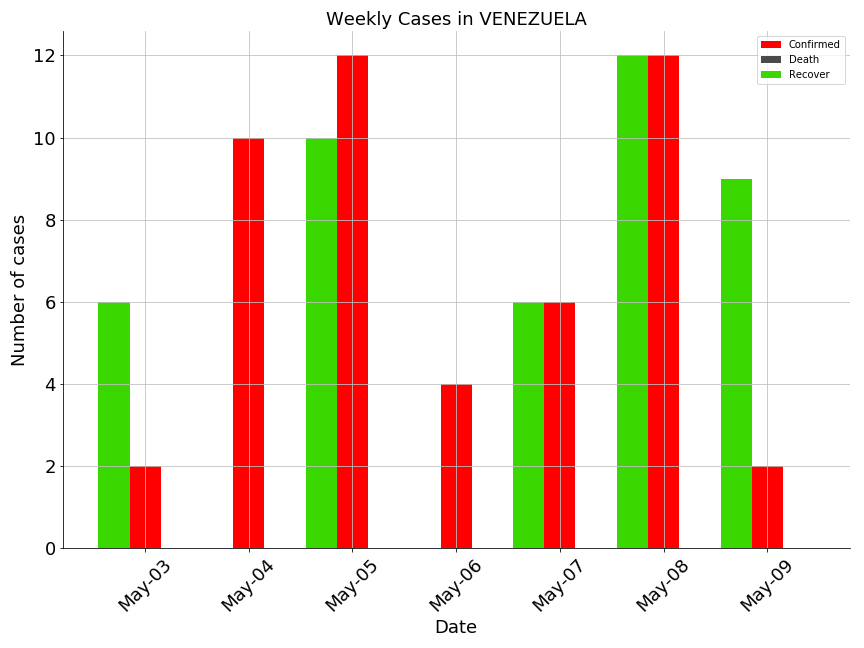 Weekly Cases in VENEZUELA
Confirmed
Death
Recover
Number of cases
12
10
8
6
4
2
0
May-03
May-04
May-05
May-06
May-07
May-08
May-09
Date